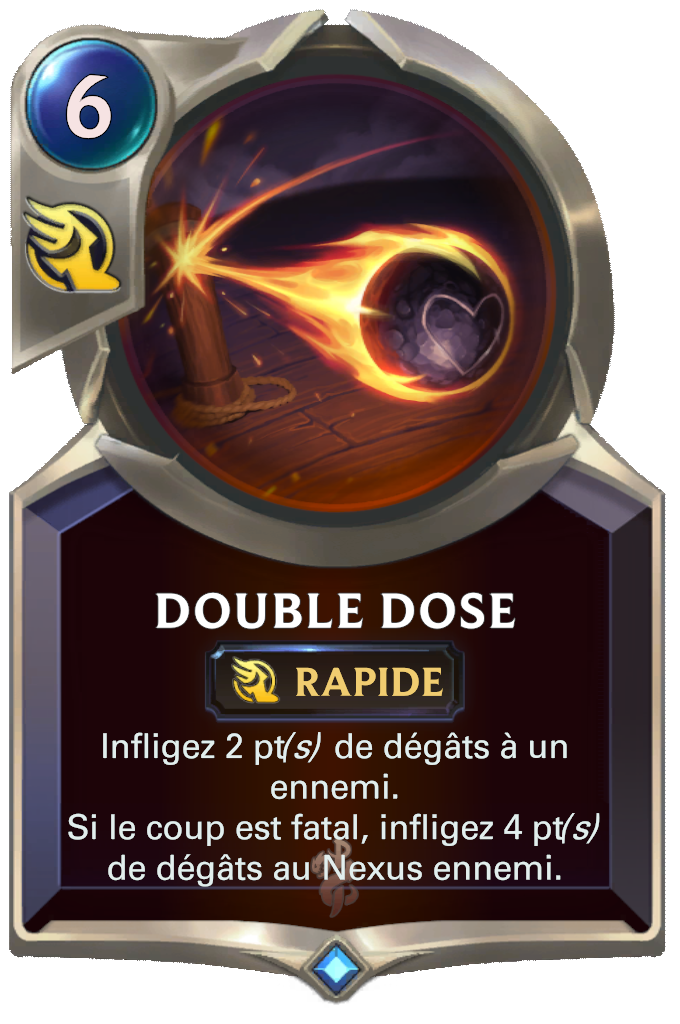 6
DOUBLE DOSE
RAPIDE
Infligez 2 pt(s) de dégâts à un
ennemi.
Si le coup est fatal, infligez 4 pt(s)
de dégâts au Nexus ennemi.